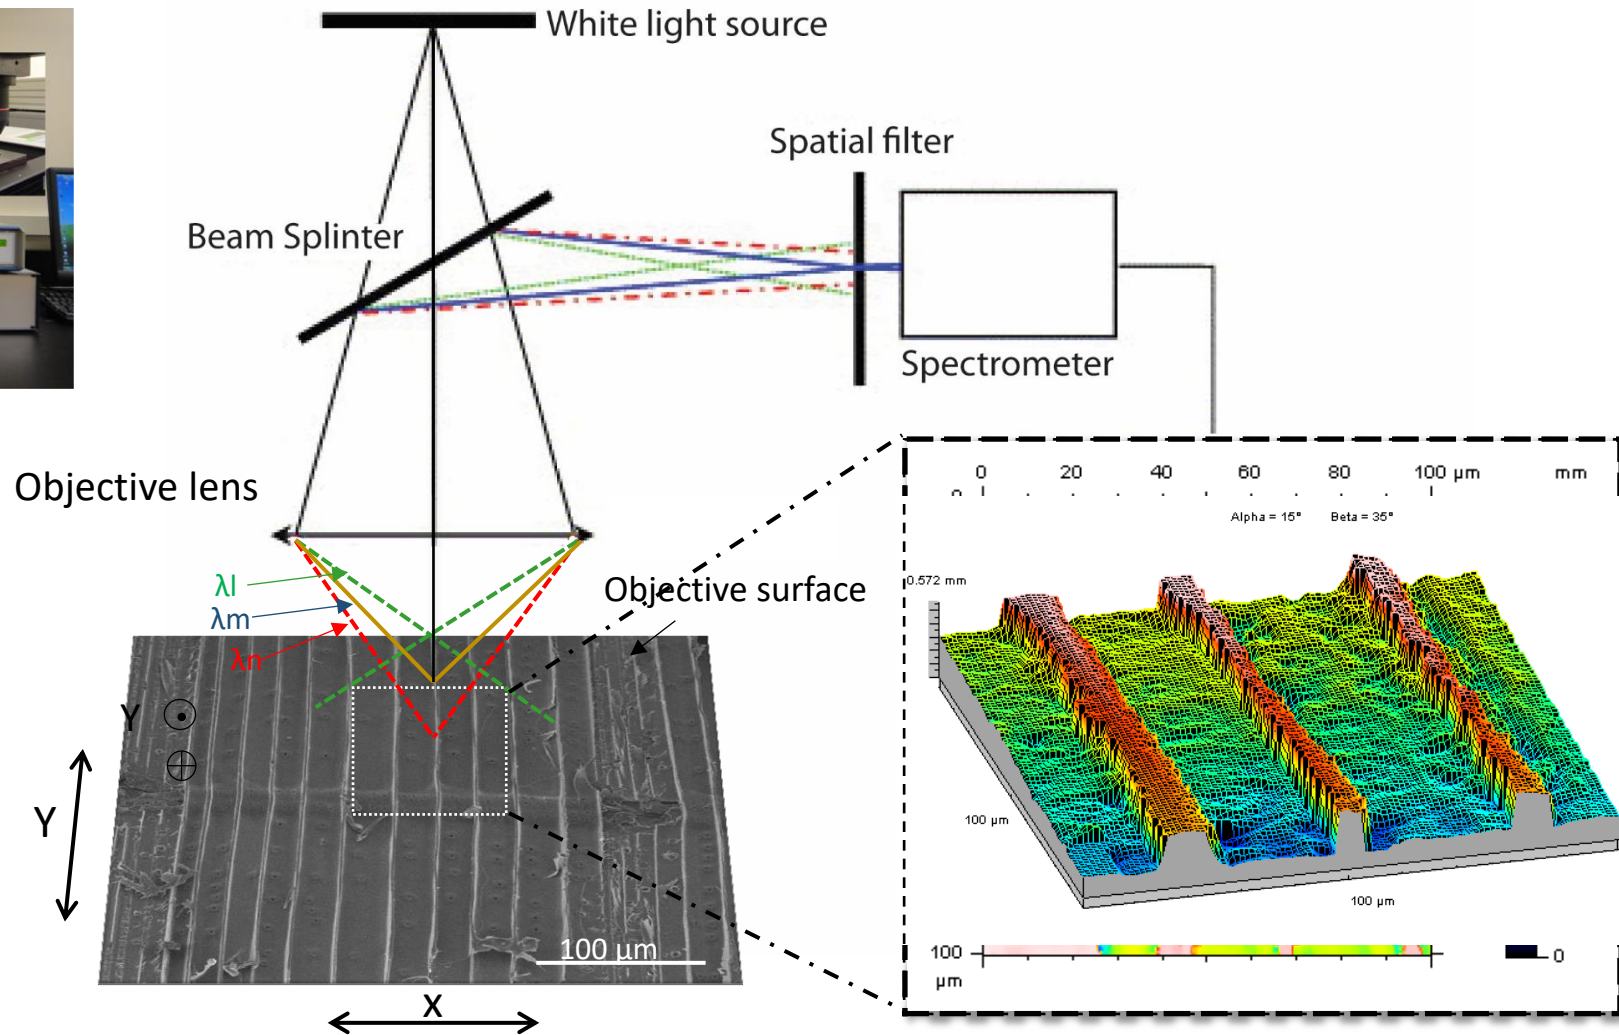 White light source
Spatial filter
Beam Splinter
Spectrometer
Objective lens
0 20 40 60 80 100 µm mm
Alpha = 15° Beta = 35°
λl
Objective surface
0.572 mm
λm
λn
Y
Y
100 µm
100 µm
100 µm
100
0
µm
X